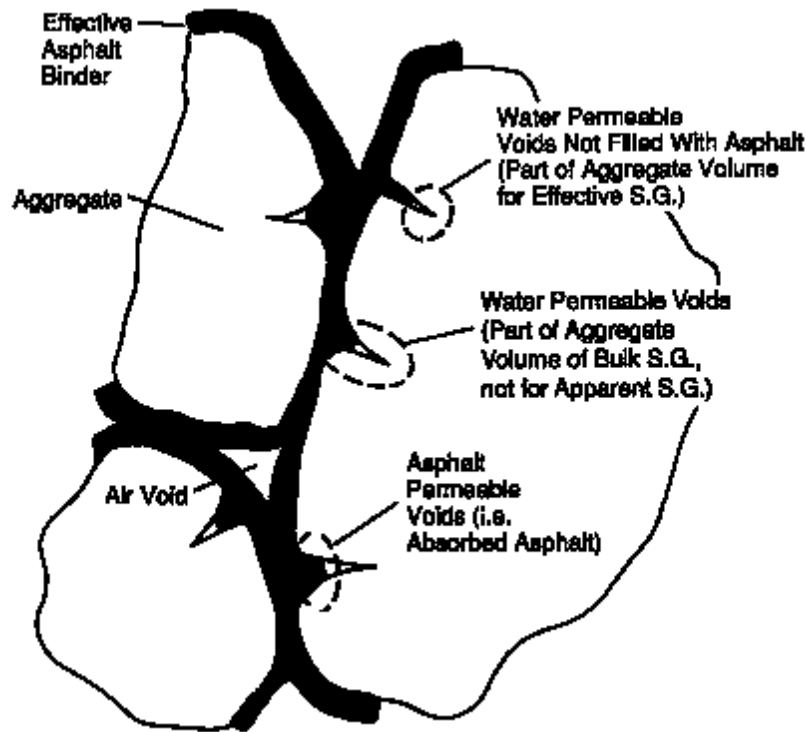 Effective
Asphalt
Binder
Water Permeable
Voids Not Filled With Asphalt
(Part of Aggregate Volume
for Effective S.G.)
Aggregate
Water Permeable Voids
(Part of Aggregate
Volume of Bulk S.G.,
not for Apparent S.G.)
Air Void
Asphalt
Permeable
Voids (i.e.
Absorbed Asphalt)